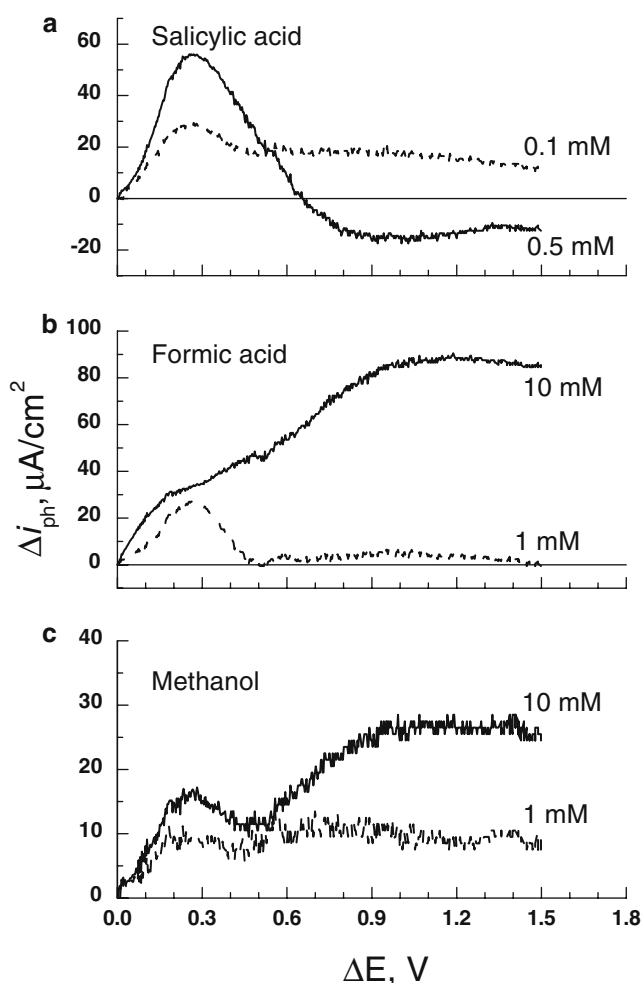 a
Salicylic acid
60
40
20
0
-20
0.1 mM
0.5 mM
b
Formic acid
100
80
60
40
20
0
10 mM
1 mM
Δi_ph, μA/cm²
c
Methanol
40
30
20
10
0
10 mM
1 mM
0.0 0.3 0.6 0.9 1.2 1.5 1.8
ΔE, V